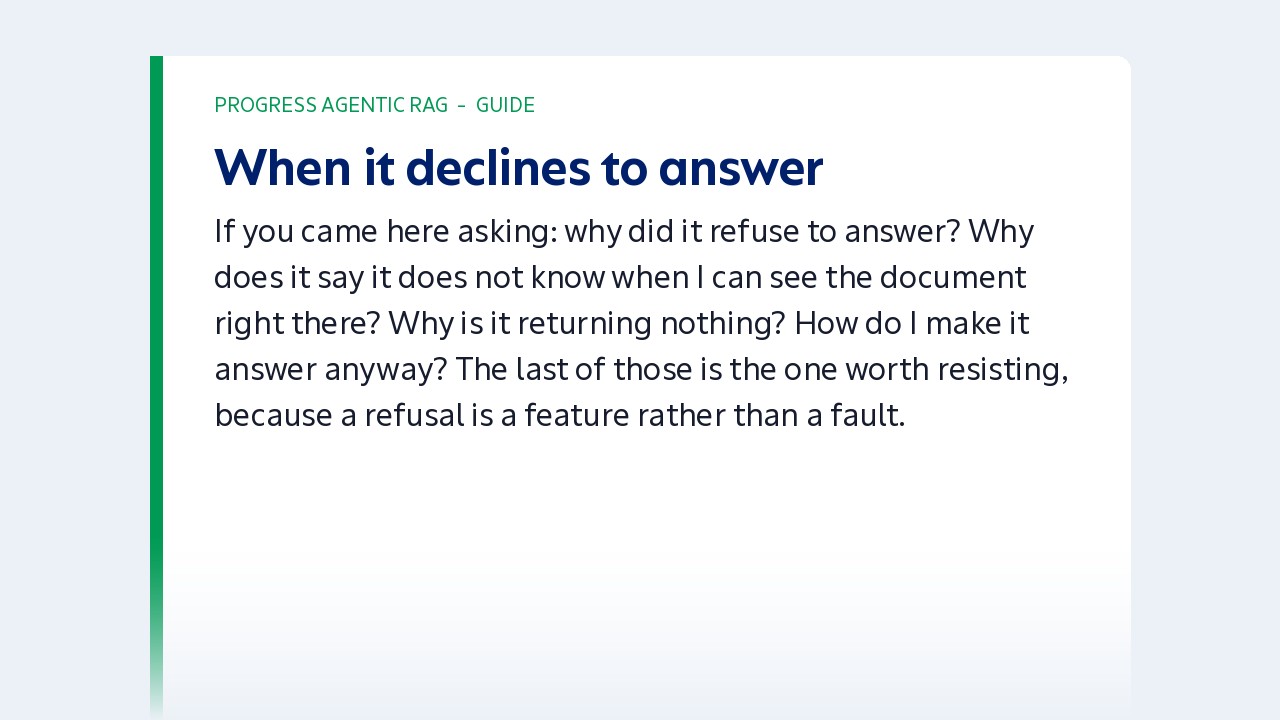 PROGRESS AGENTIC RAG - GUIDE
When it declines to answer
If you came here asking: why did it refuse to answer? Why
does it say it does not know when I can see the document
right there? Why is it returning nothing? How do I make it
answer anyway? The last of those is the one worth resisting,
because a refusal is a feature rather than a fault.